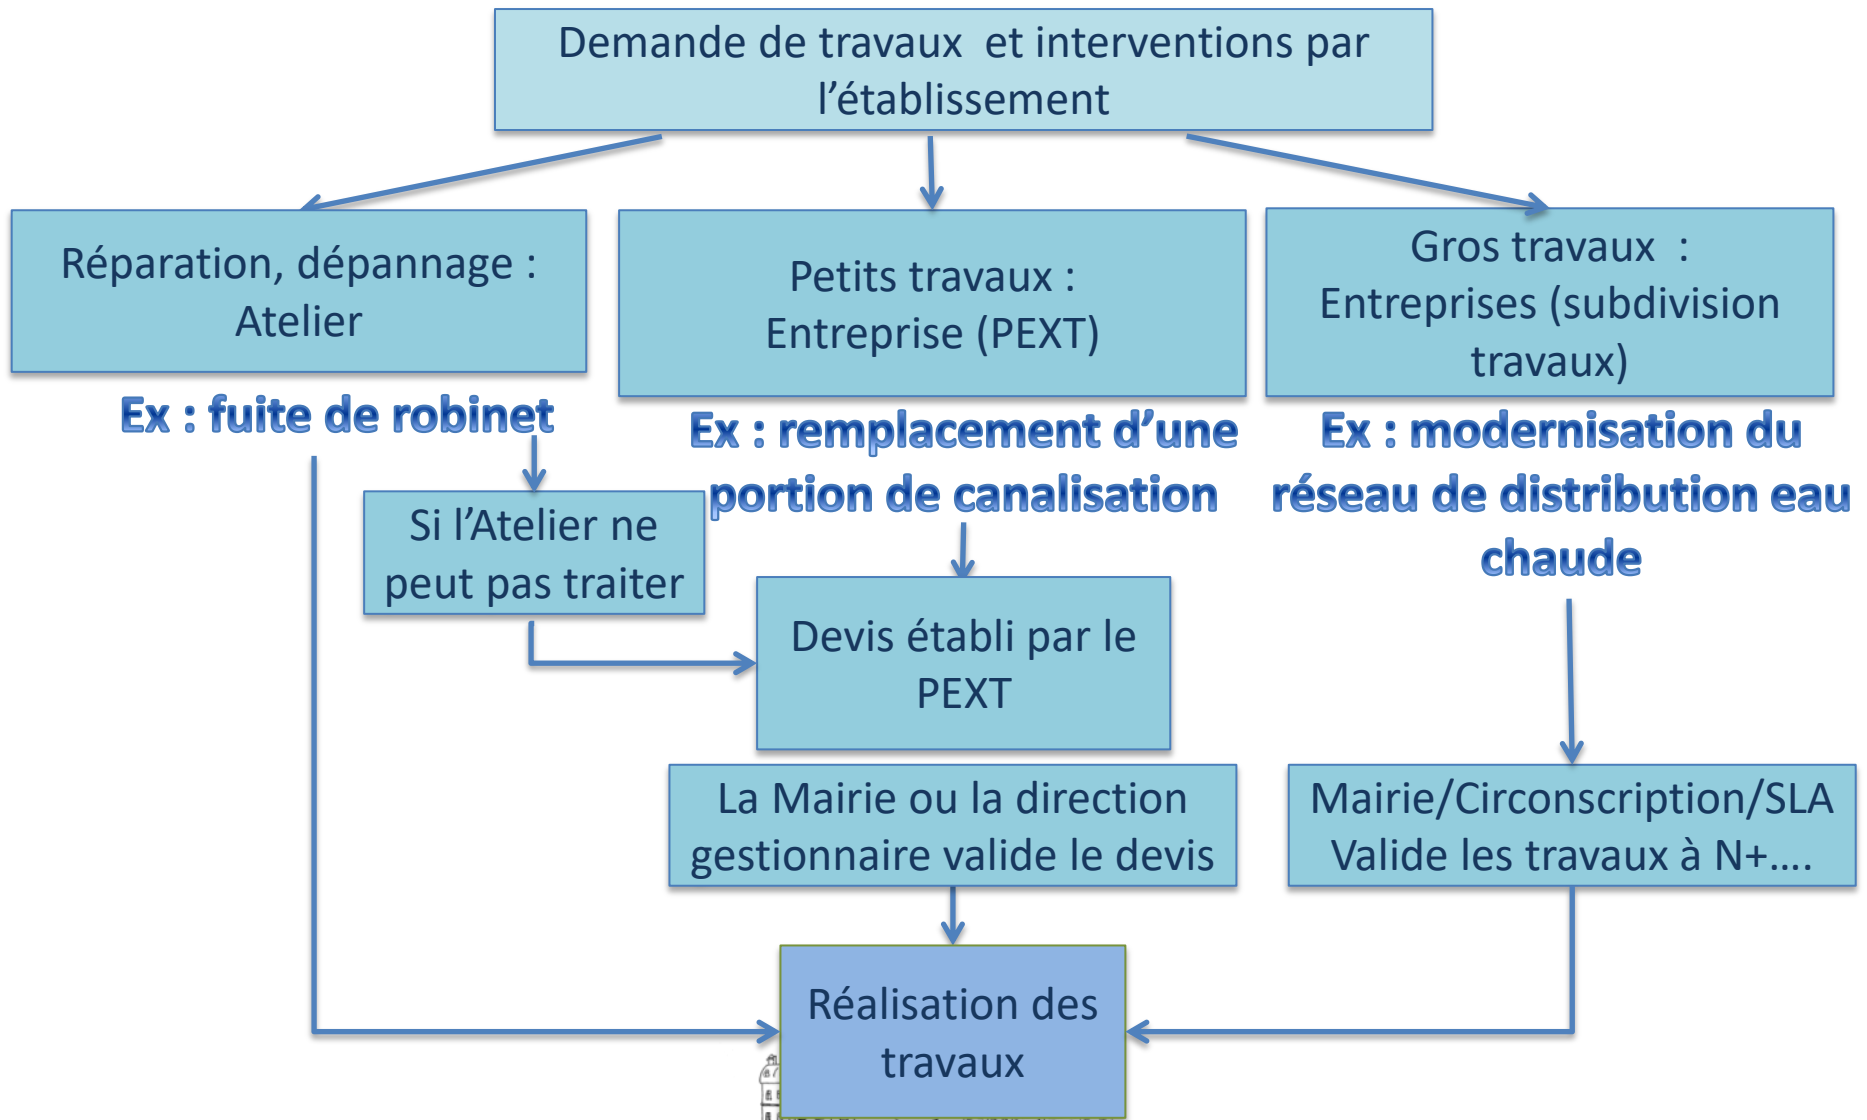 Demande de travaux et interventions par
l’établissement
Réparation, dépannage :
Atelier
Petits travaux :
Entreprise (PEXT)
Gros travaux :
Entreprises (subdivision
travaux)
Ex : fuite de robinet
Ex : remplacement d’une
portion de canalisation
Ex : modernisation du
réseau de distribution eau
chaude
Si l’Atelier ne
peut pas traiter
Devis établi par le
PEXT
La Mairie ou la direction
gestionnaire valide le devis
Mairie/Circonscription/SLA
Valide les travaux à N+….
Réalisation des
travaux